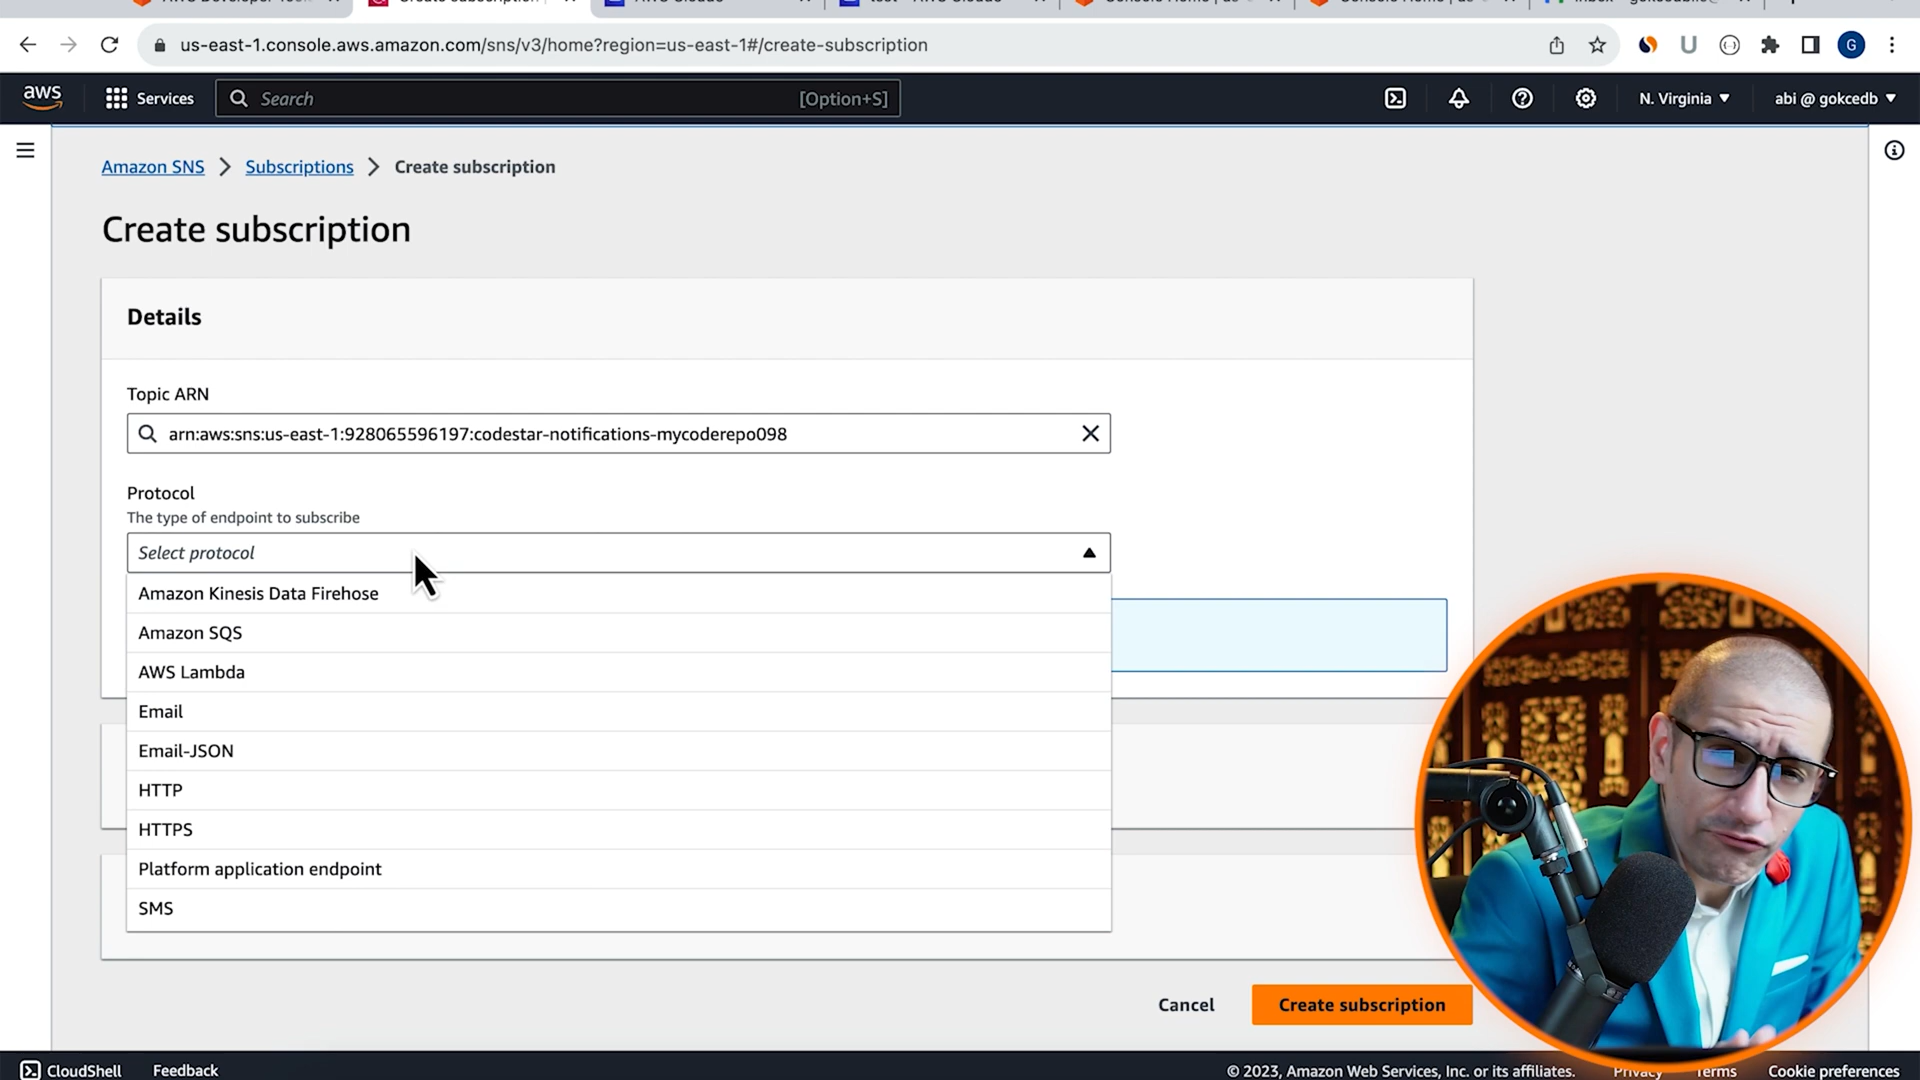 us-east-1.console.aws.amazon.com/sns/v3/home?region=us-east-1#/create-subscription
G
aws
Services
Search
[Option+S]
N. Virginia
abi @ gokcedb
Amazon SNS
Subscriptions
Create subscription
Create subscription
Details
Topic ARN
arn:aws:sns:us-east-1:928065596197:codestar-notifications-mycoderepo098
Protocol
The type of endpoint to subscribe
Select protocol
Amazon Kinesis Data Firehose
Amazon SQS
AWS Lambda
Email
Email-JSON
HTTP
HTTPS
Platform application endpoint
SMS
Cancel
Create subscription
CloudShell
Feedback
© 2023, Amazon Web Services, Inc. or its affiliates.
Privacy
Terms
Cookie preferences